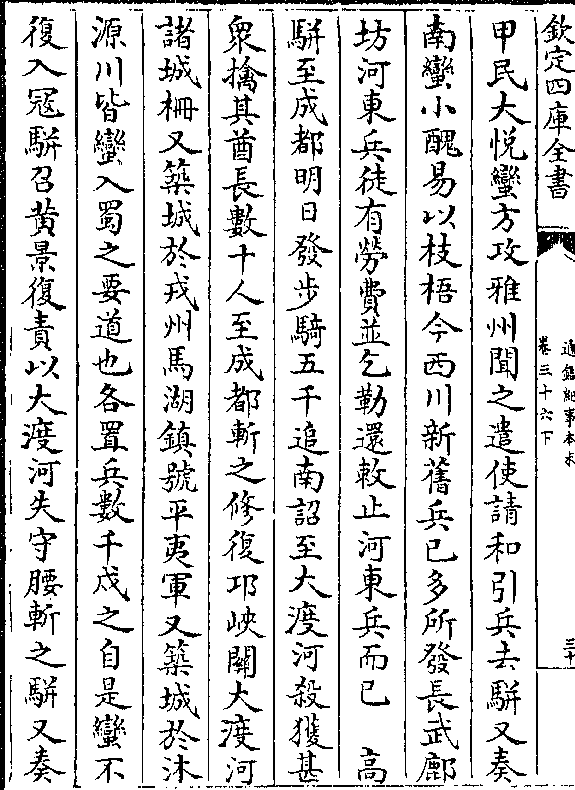 欽定四庫全書
通鑑紀事本末
卷三十六下
三十
甲民大悅蠻方攻雅州聞之遣使請和引兵去駢又奏
南蠻小醜易以枝梧今西川新舊兵已多所發長武鄜
坊河東兵徒有勞費並乞勒還敕止河東兵而已　高
駢至成都明日發步騎五千追南詔至大渡河殺獲甚
衆擒其酋長數十人至成都斬之修復邛崍關大渡河
諸城柵又築城於戎州馬湖鎮號平夷軍又築城於沐
源川皆蠻入蜀之要道也各置兵數千戍之自是蠻不
復入寇駢召黃景復責以大渡河失守腰斬之駢又奏